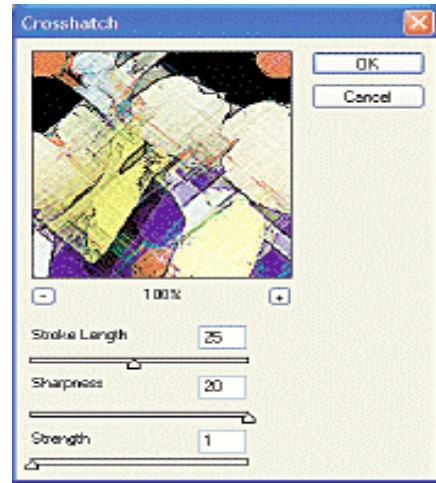 Crosshatch
OK
Cancel
- 100% +
Stroke Length 25
Sharpness 20
Strength 1